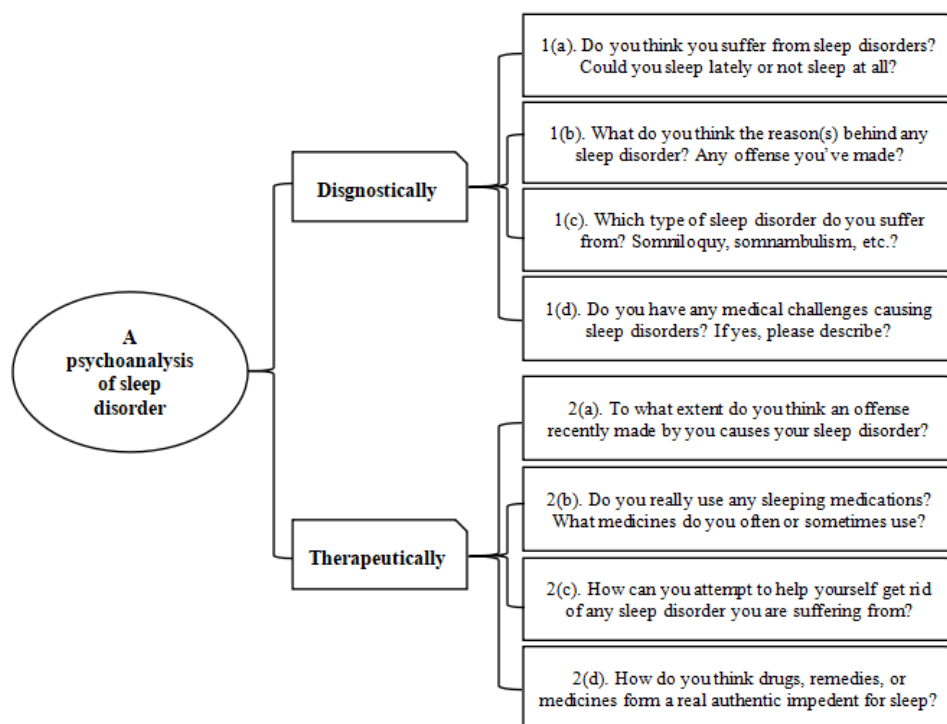 A
psychoanalysis
of sleep
disorder
Disgnostically
1(a). Do you think you suffer from sleep disorders?
Could you sleep lately or not sleep at all?
1(b). What do you think the reason(s) behind any
sleep disorder? Any offense you've made?
1(c). Which type of sleep disorder do you suffer
from? Somniloquy, somnambulism, etc.?
1(d). Do you have any medical challenges causing
sleep disorders? If yes, please describe?
Therapeutically
2(a). To what extent do you think an offense
recently made by you causes your sleep disorder?
2(b). Do you really use any sleeping medications?
What medicines do you often or sometimes use?
2(c). How can you attempt to help yourself get rid
of any sleep disorder you are suffering from?
2(d). How do you think drugs, remedies, or
medicines form a real authentic impedent for sleep?